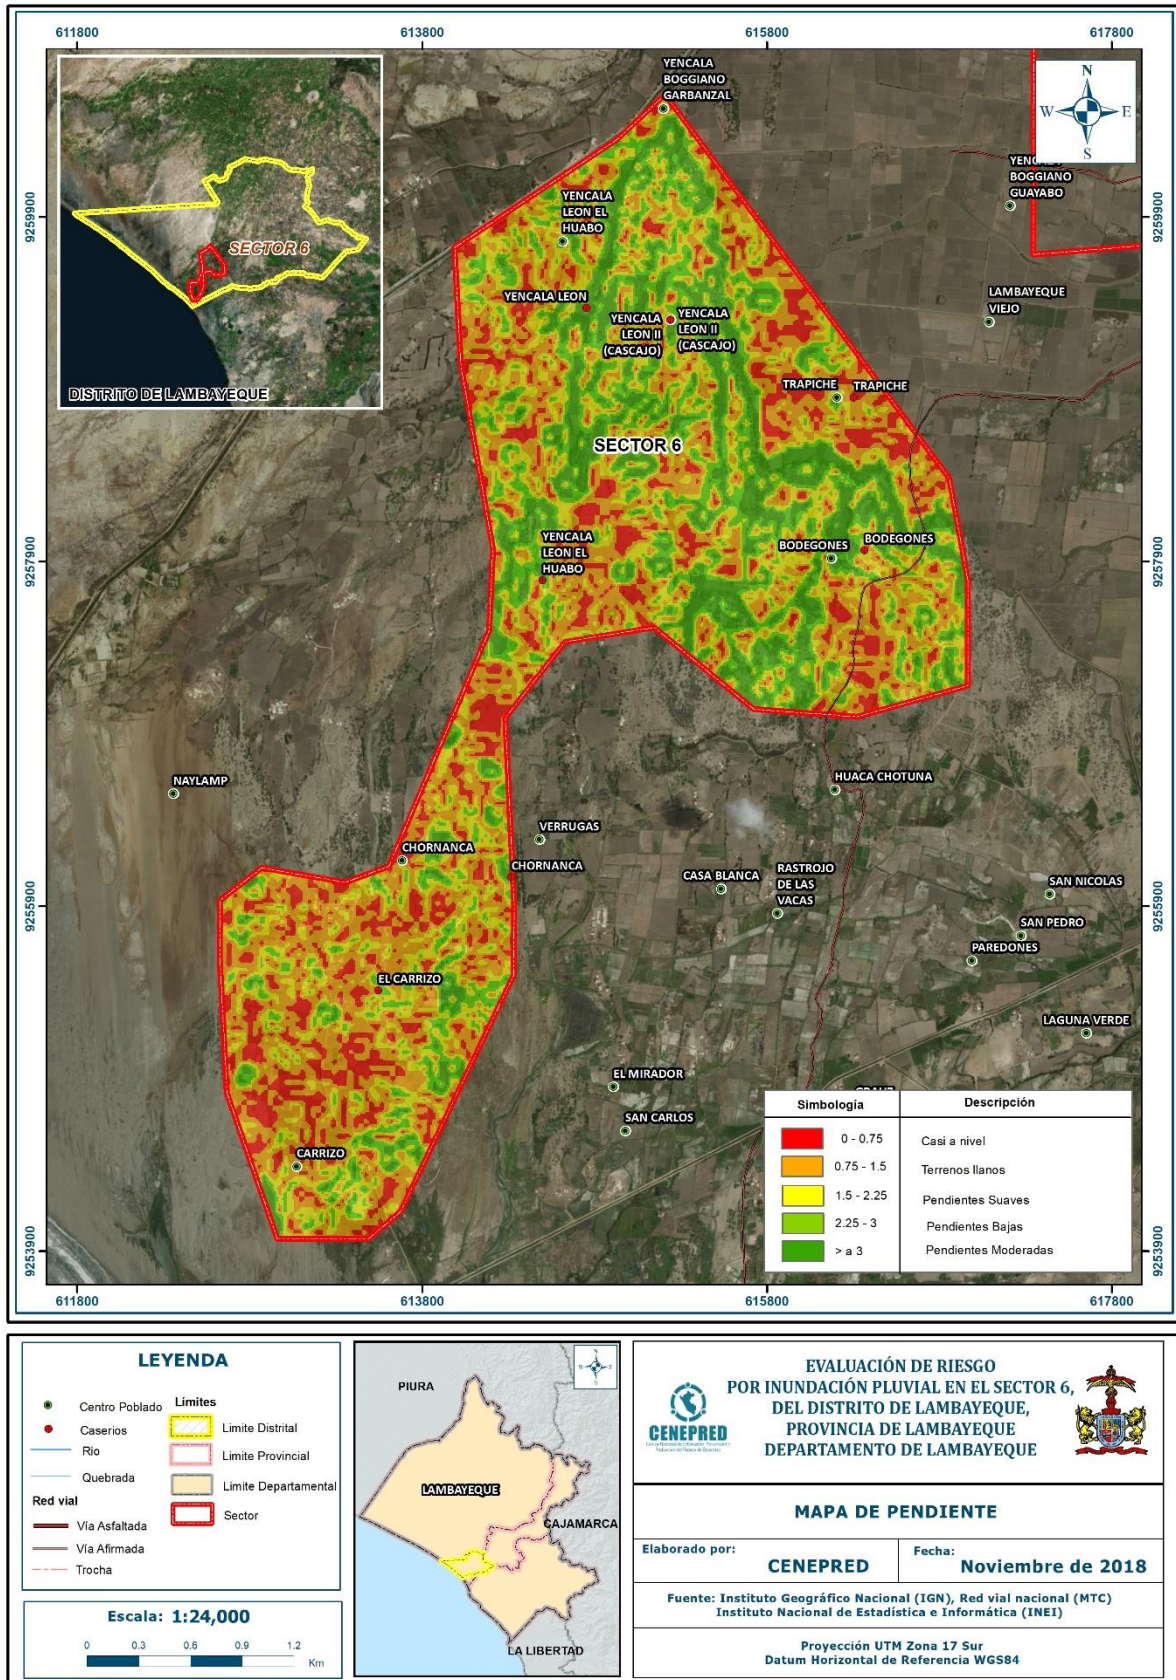 611800
613800
615800
617800
9259900
9257900
9255900
9253900
9259900
9257900
9255900
9253900
N
W
E
S
SECTOR 6
DISTRITO DE LAMBAYEQUE
YENCALA
BOGGIANO
GARBANZAL
BOGGIANO
GUAYABO
YENCALA
LEON EL
HUABO
LAMBAYEQUE
VIEJO
YENCALA LEON
YENCALA
LEON II
(CASCAJO)
YENCALA
LEON II
(CASCAJO)
TRAPICHE
TRAPICHE
SECTOR 6
YENCALA
LEON EL
HUABO
BODEGONES
BODEGONES
NAYLAMP
HUACA CHOTUNA
VERRUGAS
CHORNANCA
CHORNANCA
CASA BLANCA
RASTROJO
DE LAS
VACAS
SAN NICOLAS
SAN PEDRO
PAREDONES
EL CARRIZO
LAGUNA VERDE
EL MIRADOR
SAN CARLOS
CARRIZO
Simbología
Descripción
0 - 0.75
Casi a nivel
0.75 - 1.5
Terrenos llanos
1.5 - 2.25
Pendientes Suaves
2.25 - 3
Pendientes Bajas
> a 3
Pendientes Moderadas
611800
613800
615800
617800
LEYENDA
Centro Poblado
Caserios
Rio
Quebrada
Red vial
Vía Asfaltada
Vía Afirmada
Trocha
Límites
Limite Distrital
Limite Provincial
Limite Departamental
Sector
Escala: 1:24,000
0
0.3
0.6
0.9
1.2
Km
PIURA
LAMBAYEQUE
CAJAMARCA
LA LIBERTAD
N
E
S
W
CENEPRED
EVALUACIÓN DE RIESGO
POR INUNDACIÓN PLUVIAL EN EL SECTOR 6,
DEL DISTRITO DE LAMBAYEQUE,
PROVINCIA DE LAMBAYEQUE
DEPARTAMENTO DE LAMBAYEQUE
MAPA DE PENDIENTE
Elaborado por:
CENEPRED
Fecha:
Noviembre de 2018
Fuente: Instituto Geográfico Nacional (IGN), Red vial nacional (MTC)
Instituto Nacional de Estadística e Informática (INEI)
Proyección UTM Zona 17 Sur
Datum Horizontal de Referencia WGS84